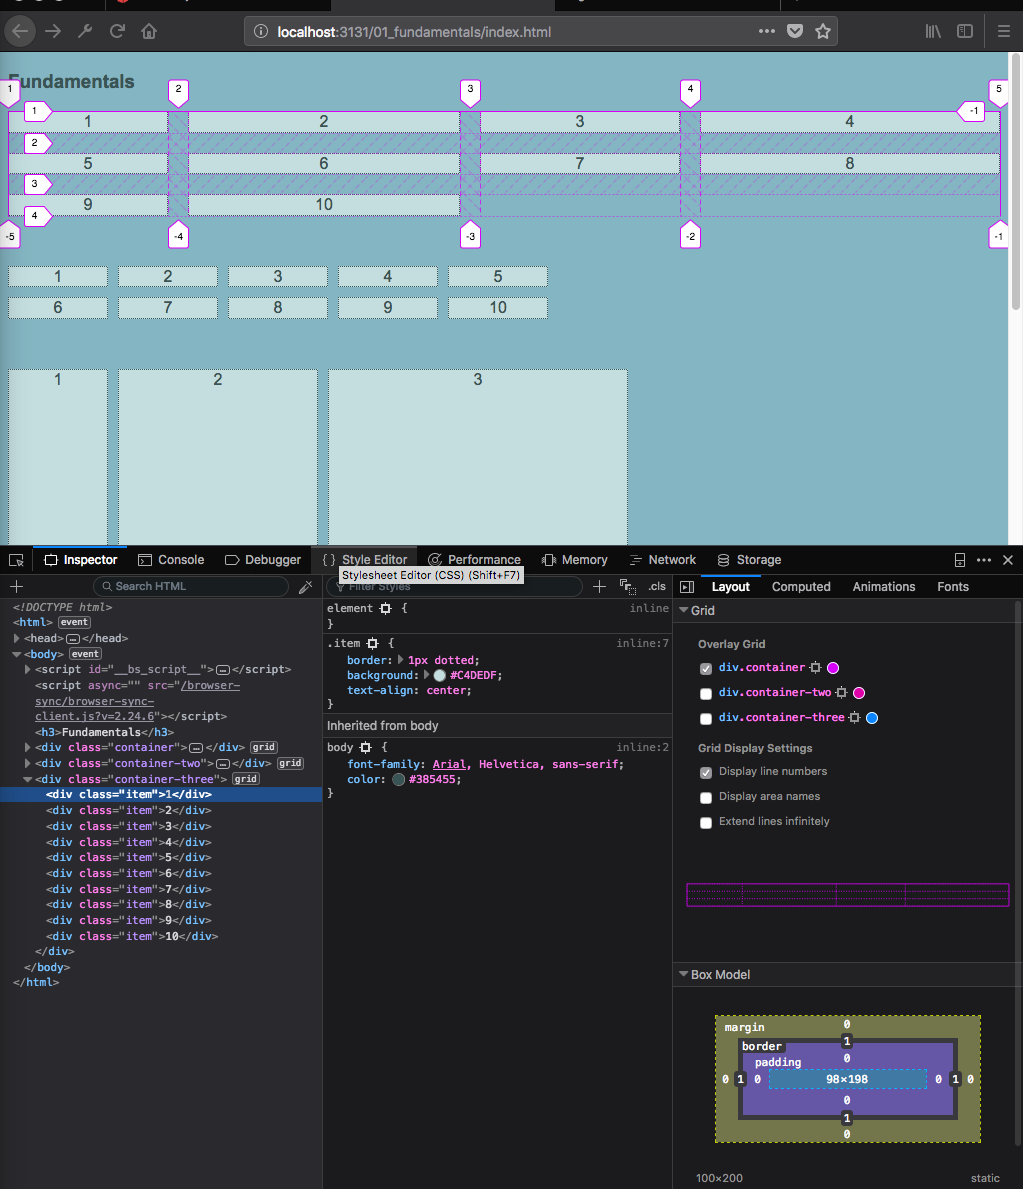 localhost:3131/01_fundamentals/index.html
Fundamentals
1 2 3 4 5
1 -1
1 2 3 4
2
5 6 7 8
3
9 10
4
-5 -4 -3 -2 -1
1 2 3 4 5
6 7 8 9 10
1 2 3
Inspector Console Debugger { } Style Editor Performance Memory Network Storage
Stylesheet Editor (CSS) (Shift+F7)
Search HTML
Filter Styles
.cls
Layout Computed Animations Fonts
<!DOCTYPE html>
<html> event
<head> … </head>
<body> event
<script id="__bs_script__"> … </script>
<script async="" src="/browser-
sync/browser-sync-
client.js?v=2.24.6"></script>
<h3>Fundamentals</h3>
<div class="container"> … </div> grid
<div class="container-two"> … </div> grid
<div class="container-three"> grid
<div class="item">1</div>
<div class="item">2</div>
<div class="item">3</div>
<div class="item">4</div>
<div class="item">5</div>
<div class="item">6</div>
<div class="item">7</div>
<div class="item">8</div>
<div class="item">9</div>
<div class="item">10</div>
</div>
</body>
</html>
element { inline
}
.item { inline:7
border: 1px dotted;
background: #C4DEDF;
text-align: center;
}
Inherited from body
body { inline:2
font-family: Arial, Helvetica, sans-serif;
color: #385455;
}
Grid
Overlay Grid
div.container
div.container-two
div.container-three
Grid Display Settings
Display line numbers
Display area names
Extend lines infinitely
Box Model
margin 0
border 1
padding 0
0 1 0 98×198 0 1 0
0
1
0
100×200 static